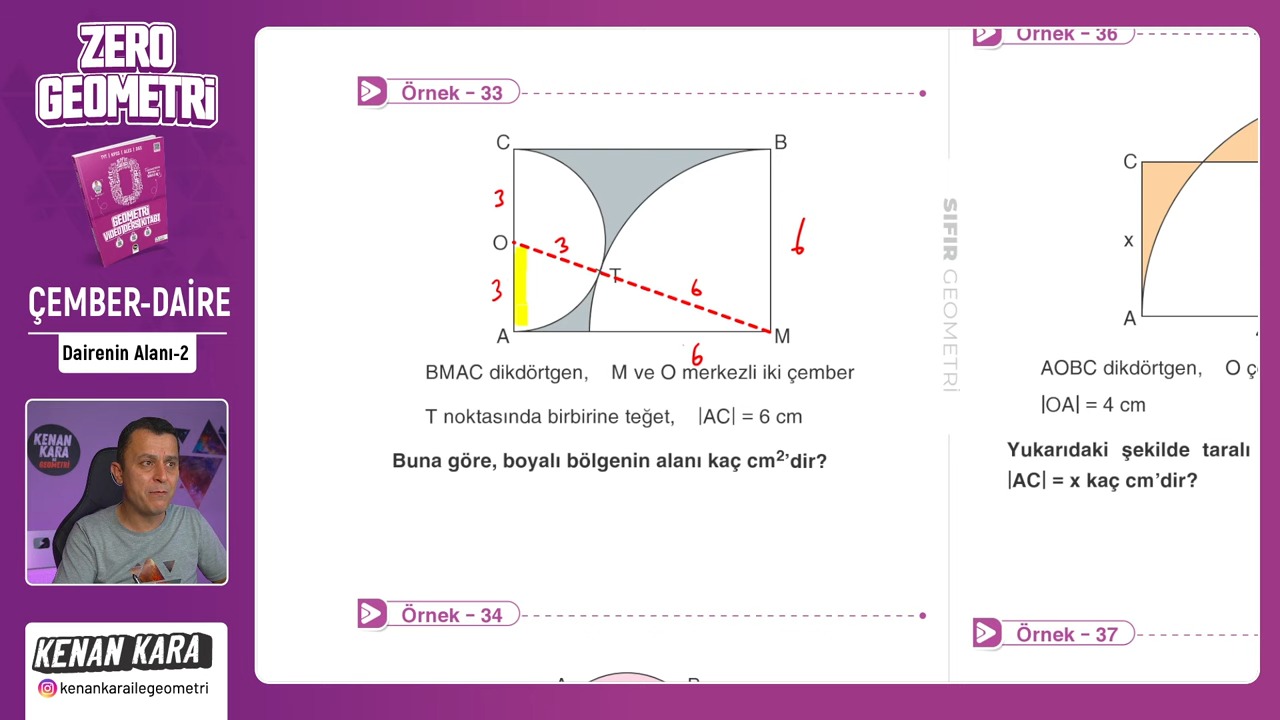 ZERO
GEOMETRİ
ÇEMBER-DAİRE
Dairenin Alanı-2
KENAN
KARA
GEOMETRİ
KENAN KARA
kenankarailegeometri
Örnek - 33
C
B
3
O
3
6
T
3
6
A
M
6
BMAC dikdörtgen, M ve O merkezli iki çember
T noktasında birbirine teğet, |AC| = 6 cm
Buna göre, boyalı bölgenin alanı kaç cm²'dir?
Örnek - 34
A
B
SIFIR GEOMETRİ
Örnek - 36
C
x
A
AOBC dikdörtgen, O ç
|OA| = 4 cm
Yukarıdaki şekilde taralı
|AC| = x kaç cm'dir?
Örnek - 37